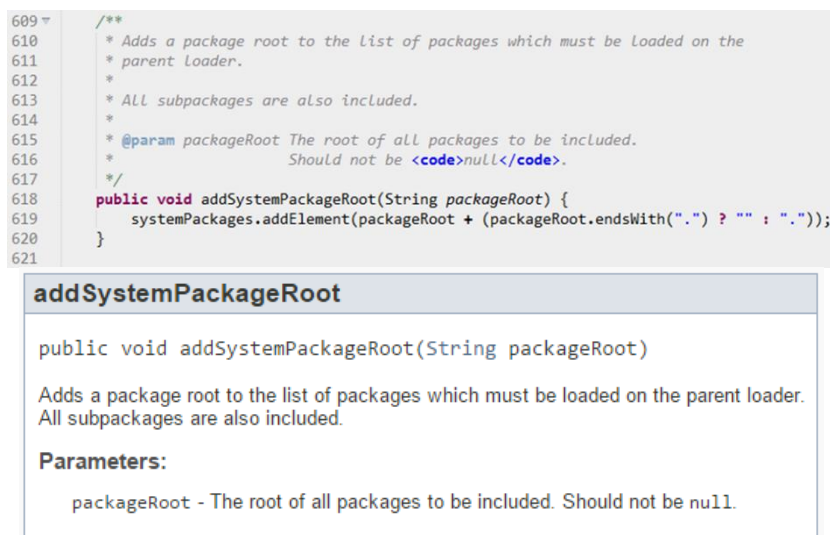 609 /**
610 * Adds a package root to the list of packages which must be loaded on the
611 * parent loader.
612 *
613 * All subpackages are also included.
614 *
615 * @param packageRoot The root of all packages to be included.
616 * Should not be <code>null</code>.
617 */
618 public void addSystemPackageRoot(String packageRoot) {
619 systemPackages.addElement(packageRoot + (packageRoot.endsWith(".") ? "" : "."));
620 }
621
addSystemPackageRoot
public void addSystemPackageRoot(String packageRoot)
Adds a package root to the list of packages which must be loaded on the parent loader.
All subpackages are also included.
Parameters:
packageRoot - The root of all packages to be included. Should not be null.